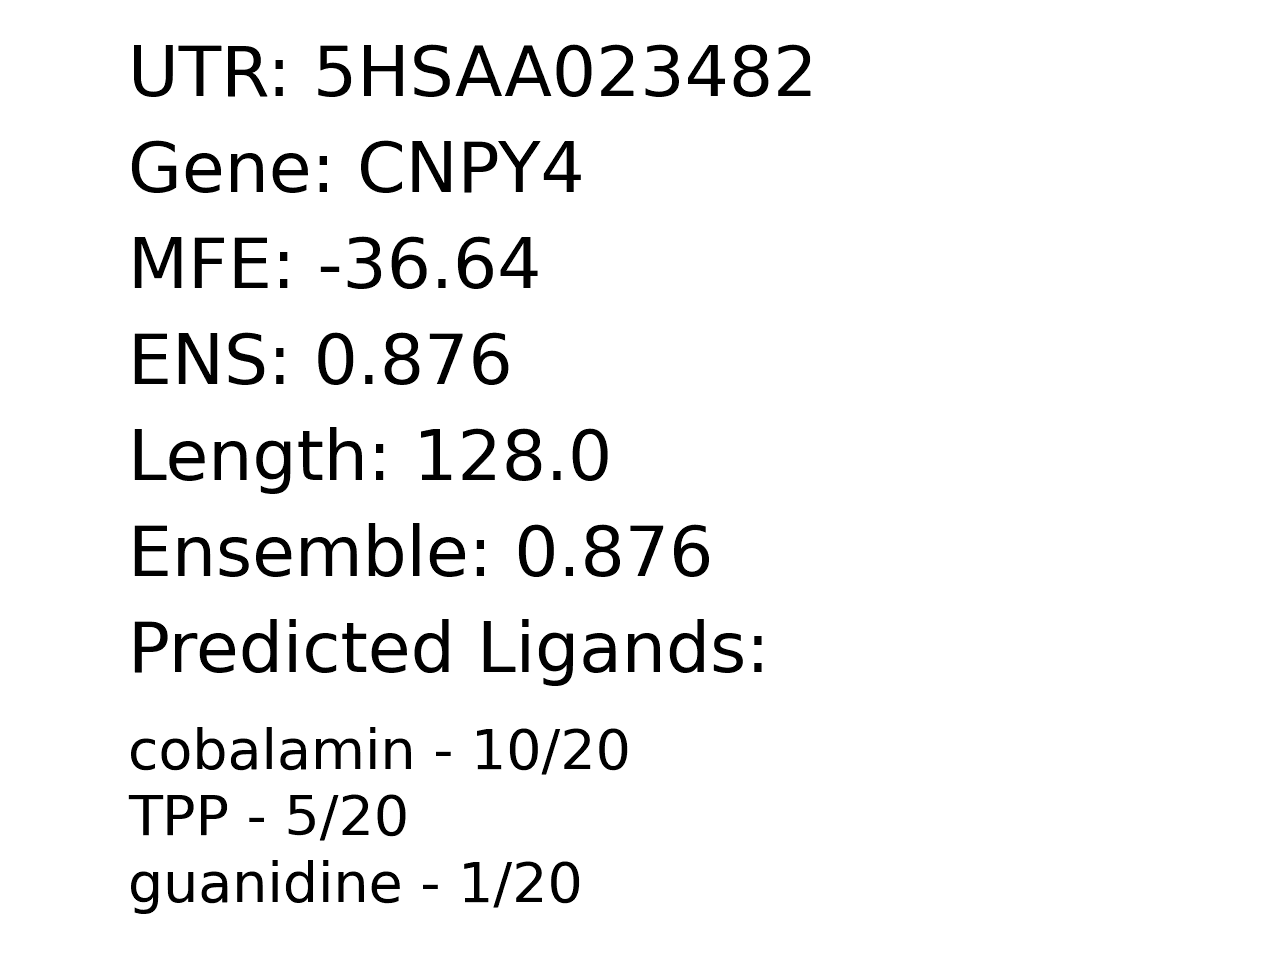 UTR: 5HSAA023482
Gene: CNPY4
MFE: -36.64
ENS: 0.876
Length: 128.0
Ensemble: 0.876
Predicted Ligands:
cobalamin - 10/20
TPP - 5/20
guanidine - 1/20